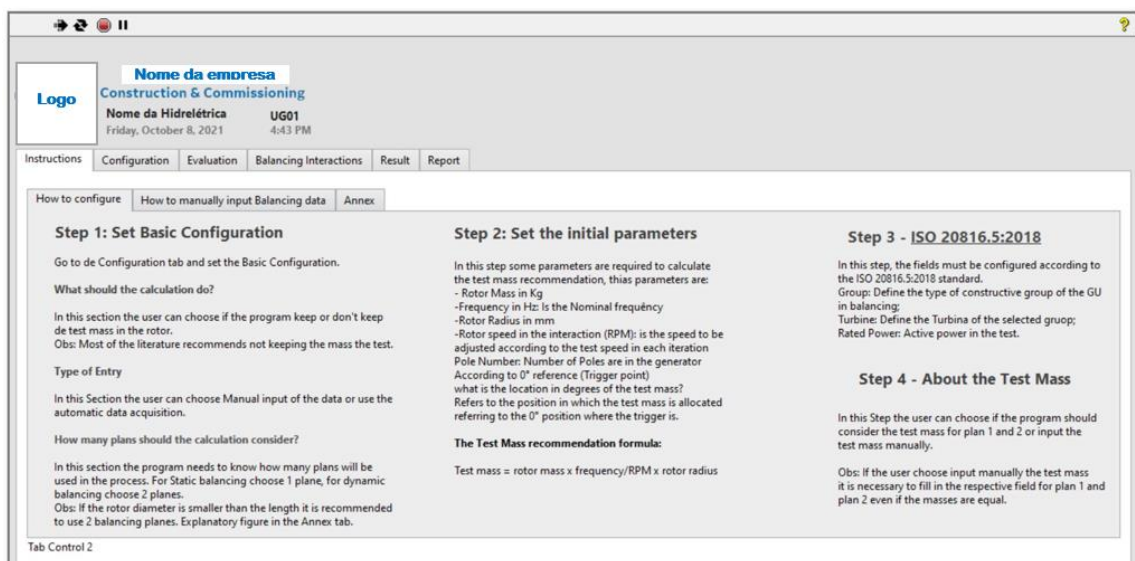 Logo
Nome da empresa
Construction & Commissioning
Nome da Hidrelétrica UG01
Friday, October 8, 2021 4:43 PM
Instructions Configuration Evaluation Balancing Interactions Result Report
How to configure How to manually input Balancing data Annex
Step 1: Set Basic Configuration
Go to de Configuration tab and set the Basic Configuration.
What should the calculation do?
In this section the user can choose if the program keep or don't keep
de test mass in the rotor.
Obs: Most of the literature recommends not keeping the mass the test.
Type of Entry
In this Section the user can choose Manual input of the data or use the
automatic data acquisition.
How many plans should the calculation consider?
In this section the program needs to know how many plans will be
used in the process. For Static balancing choose 1 plane, for dynamic
balancing choose 2 planes.
Obs: If the rotor diameter is smaller than the length it is recommended
to use 2 balancing planes. Explanatory figure in the Annex tab.
Step 2: Set the initial parameters
In this step some parameters are required to calculate
the test mass recommendation, thias parameters are:
- Rotor Mass in Kg
-Frequency in Hz: Is the Nominal frequêncy
-Rotor Radius in mm
-Rotor speed in the interaction (RPM): is the speed to be
adjusted according to the test speed in each iteration
Pole Number: Number of Poles are in the generator
According to 0° reference (Trigger point)
what is the location in degrees of the test mass?
Refers to the position in which the test mass is allocated
referring to the 0° position where the trigger is.
The Test Mass recommendation formula:
Test mass = rotor mass x frequency/RPM x rotor radius
Step 3 - ISO 20816.5:2018
In this step, the fields must be configured according to
the ISO 20816.5:2018 standard.
Group: Define the type of constructive group of the GU
in balancing;
Turbine: Define the Turbina of the selected gruop;
Rated Power: Active power in the test.
Step 4 - About the Test Mass
In this Step the user can choose if the program should
consider the test mass for plan 1 and 2 or input the
test mass manually.
Obs: If the user choose input manually the test mass
it is necessary to fill in the respective field for plan 1 and
plan 2 even if the masses are equal.
Tab Control 2